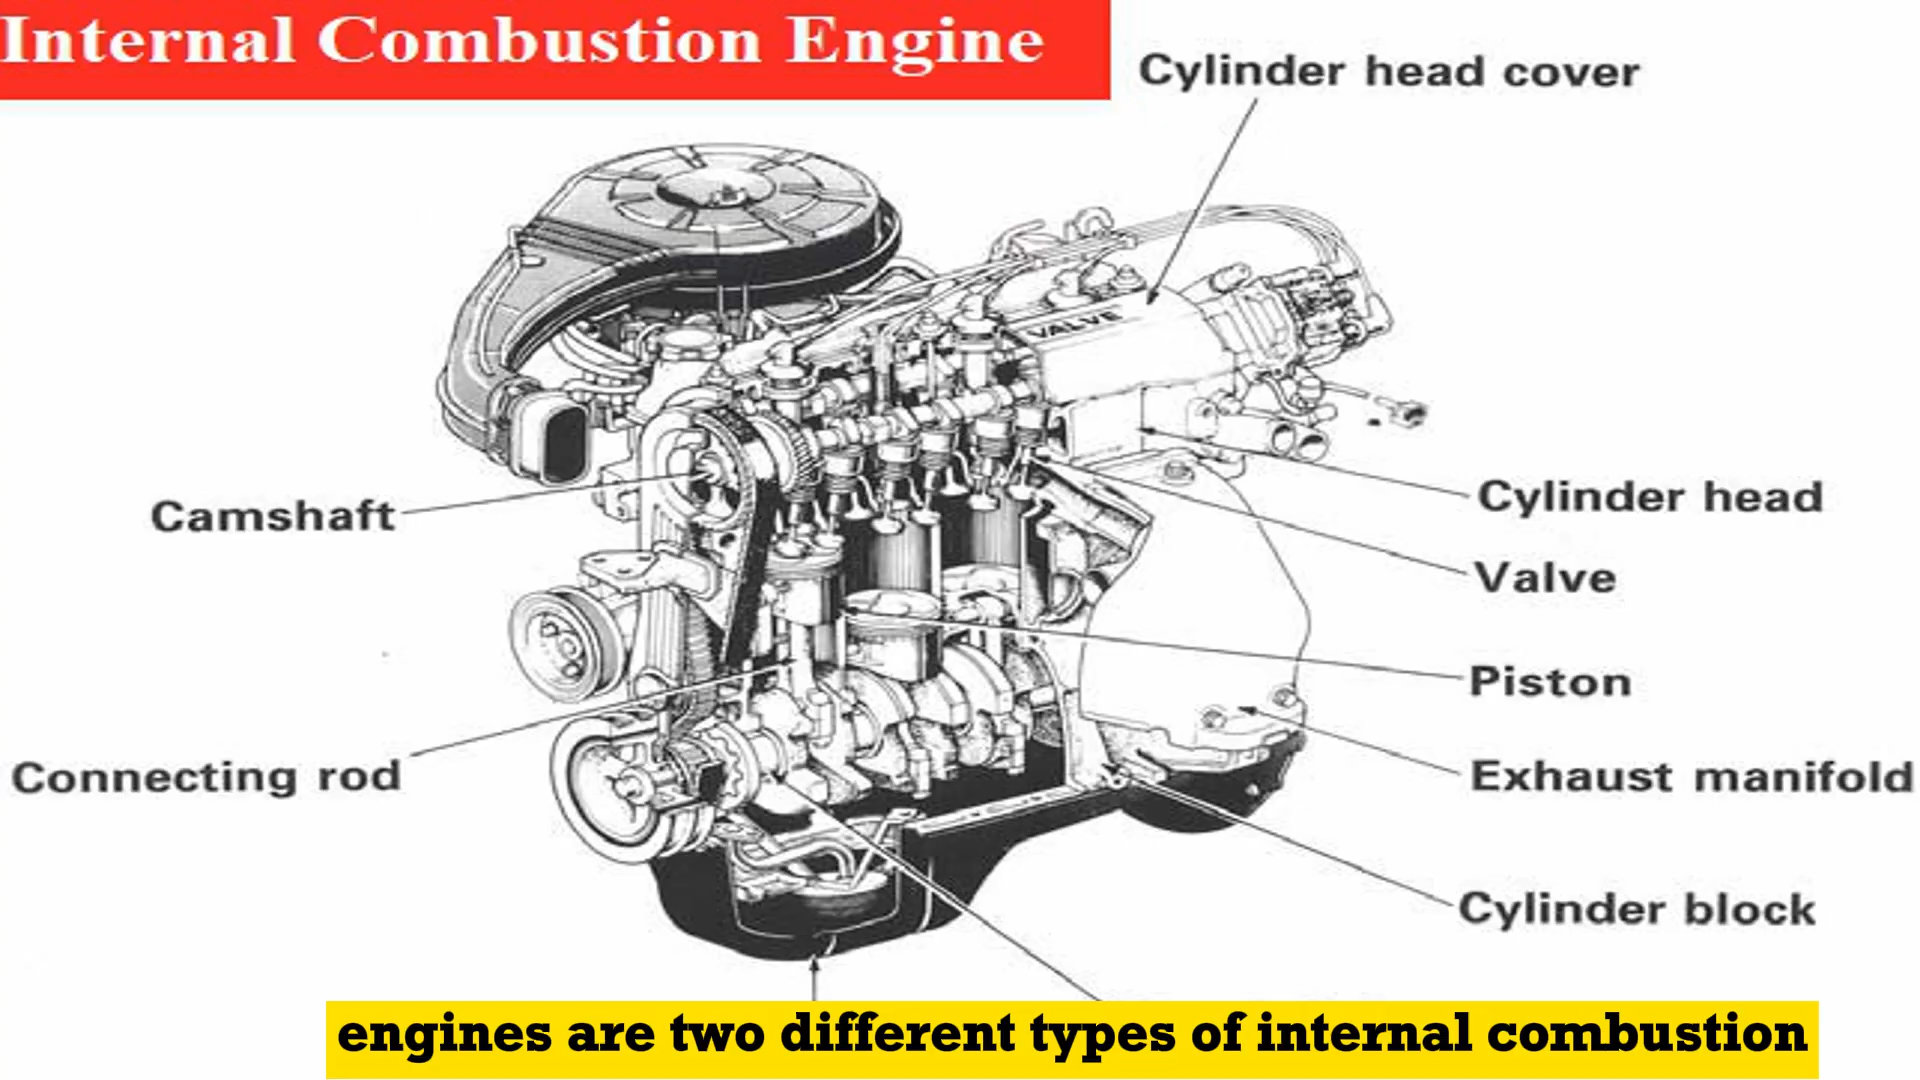 Internal Combustion Engine
Cylinder head cover
VALVE
Camshaft
Cylinder head
Valve
Piston
Connecting rod
Exhaust manifold
Cylinder block
engines are two different types of internal combustion